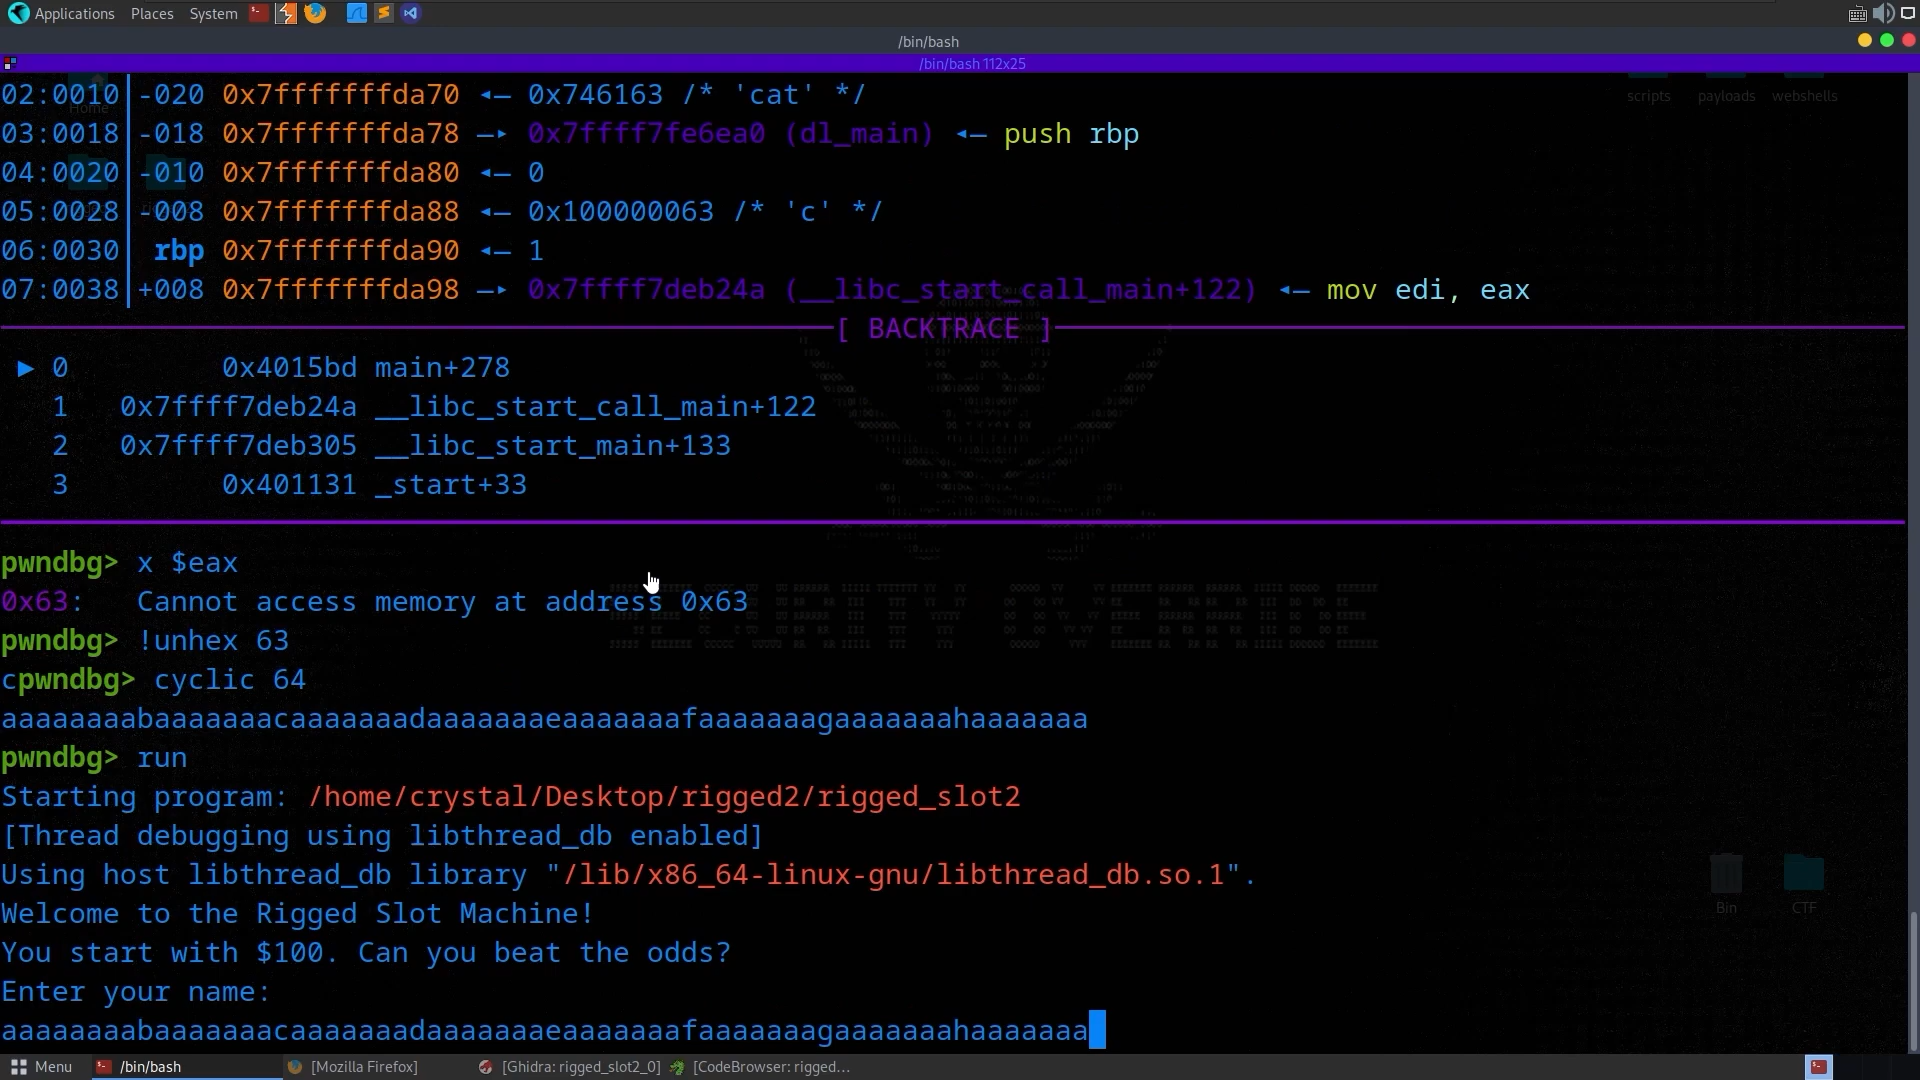 Applications Places System
/bin/bash
/bin/bash 112x25
02:0010│-020 0x7fffffffda70 ◂— 0x746163 /* 'cat' */
03:0018│-018 0x7fffffffda78 —▸ 0x7ffff7fe6ea0 (dl_main) ◂— push rbp
04:0020│-010 0x7fffffffda80 ◂— 0
05:0028│-008 0x7fffffffda88 ◂— 0x100000063 /* 'c' */
06:0030│ rbp 0x7fffffffda90 ◂— 1
07:0038│+008 0x7fffffffda98 —▸ 0x7ffff7deb24a (__libc_start_call_main+122) ◂— mov edi, eax
Home
scripts payloads webshells
[ BACKTRACE ]
► 0 0x4015bd main+278
1 0x7ffff7deb24a __libc_start_call_main+122
2 0x7ffff7deb305 __libc_start_main+133
3 0x401131 _start+33
pwndbg> x $eax
0x63: Cannot access memory at address 0x63
pwndbg> !unhex 63
cpwndbg> cyclic 64
aaaaaaaabaaaaaaacaaaaaaadaaaaaaaeaaaaaaafaaaaaaagaaaaaaahaaaaaaa
pwndbg> run
Starting program: /home/crystal/Desktop/rigged2/rigged_slot2
[Thread debugging using libthread_db enabled]
Using host libthread_db library "/lib/x86_64-linux-gnu/libthread_db.so.1".
Welcome to the Rigged Slot Machine!
You start with $100. Can you beat the odds?
Enter your name:
aaaaaaaabaaaaaaacaaaaaaadaaaaaaaeaaaaaaafaaaaaaagaaaaaaahaaaaaaa
Bin CTF
Menu /bin/bash [Mozilla Firefox] [Ghidra: rigged_slot2_0] [CodeBrowser: rigged...